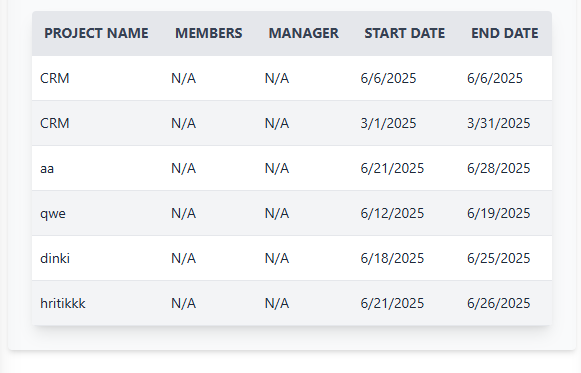 PROJECT NAME MEMBERS MANAGER START DATE END DATE
CRM N/A N/A 6/6/2025 6/6/2025
CRM N/A N/A 3/1/2025 3/31/2025
aa N/A N/A 6/21/2025 6/28/2025
qwe N/A N/A 6/12/2025 6/19/2025
dinki N/A N/A 6/18/2025 6/25/2025
hritikkk N/A N/A 6/21/2025 6/26/2025